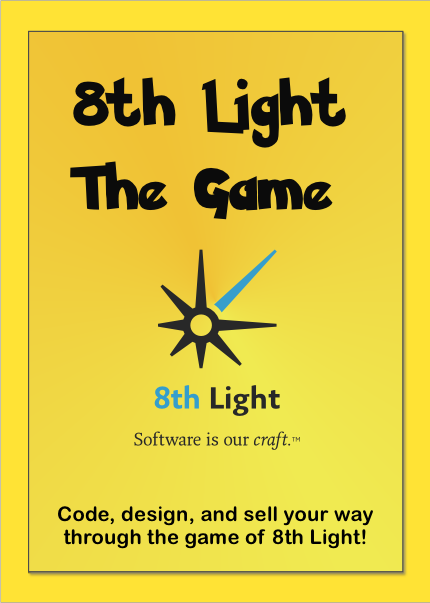 8th Light
The Game
8th Light
Software is our craft.™
Code, design, and sell your way
through the game of 8th Light!